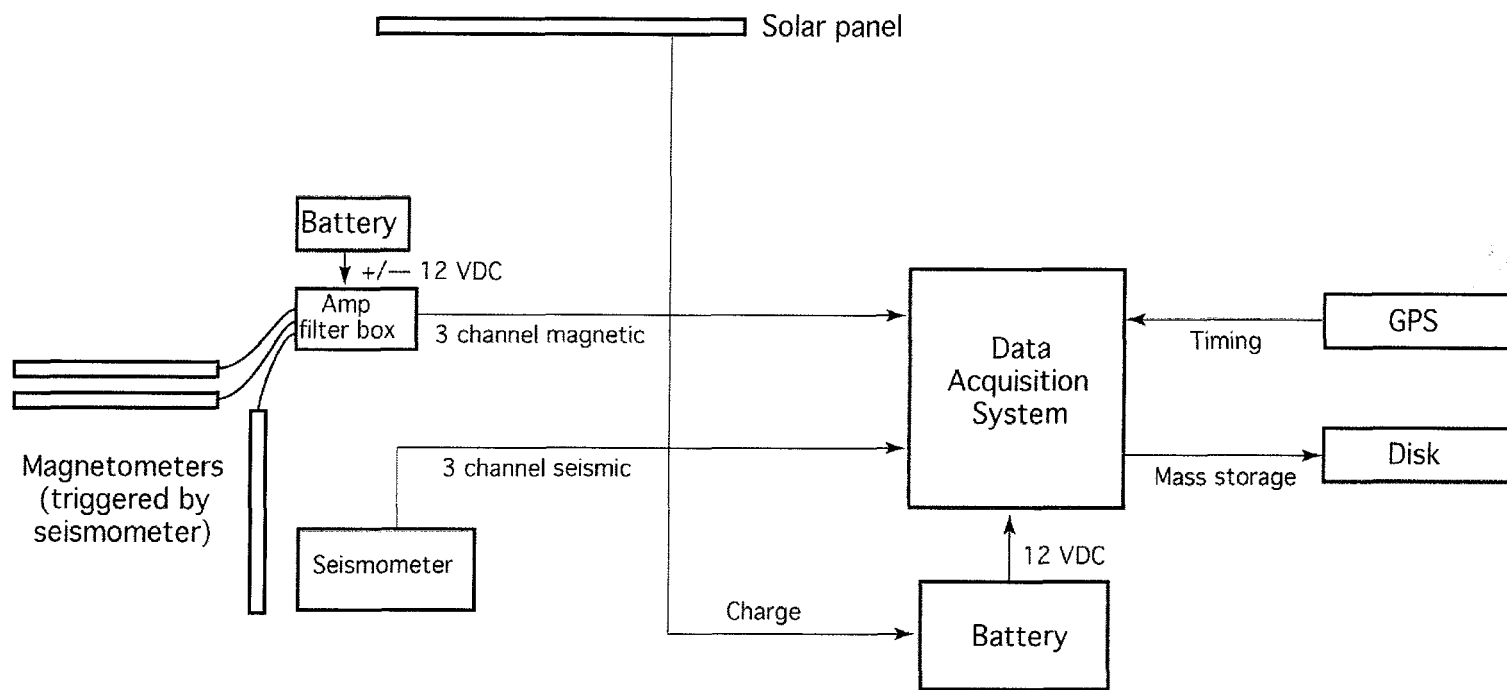 Solar panel
Battery
+/— 12 VDC
Amp
filter box
3 channel magnetic
Magnetometers
(triggered by
seismometer)
3 channel seismic
Seismometer
Data
Acquisition
System
GPS
Timing
Disk
Mass storage
12 VDC
Charge
Battery